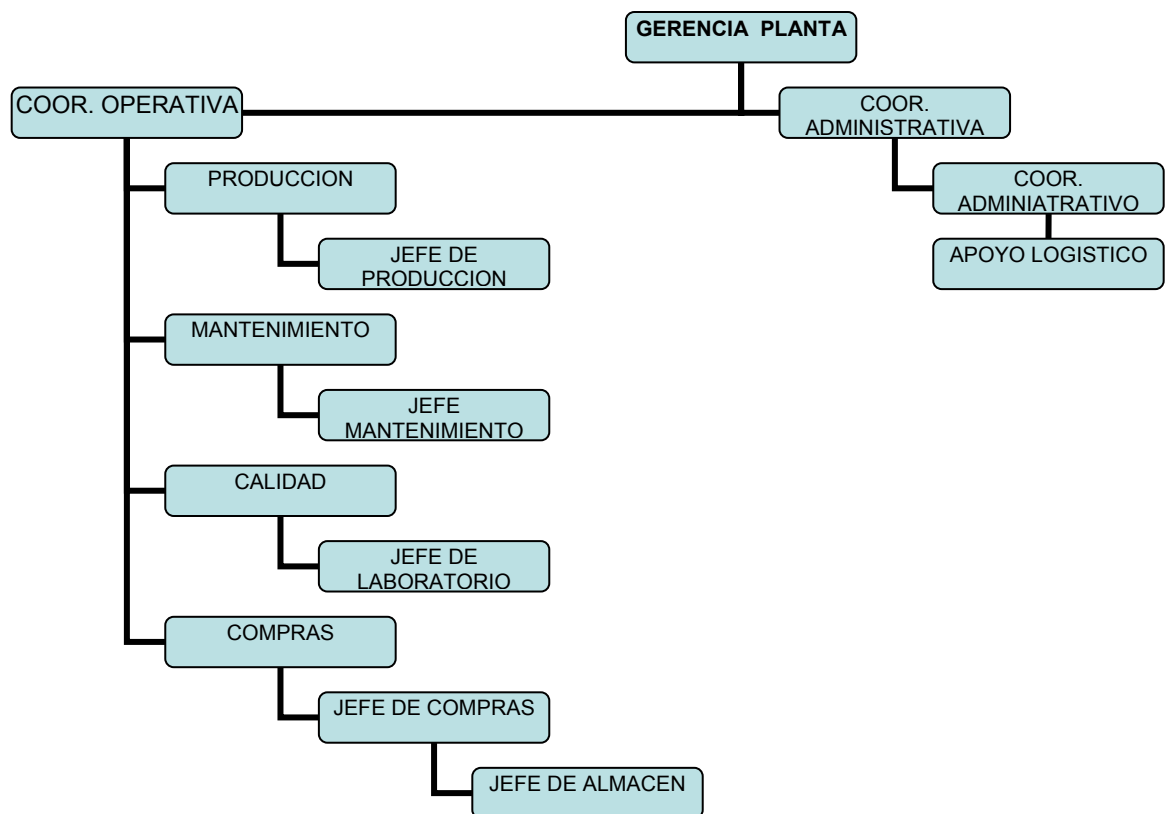 GERENCIA PLANTA
COOR. OPERATIVA
COOR.
ADMINISTRATIVA
PRODUCCION
COOR.
ADMINIATRATIVO
JEFE DE
PRODUCCION
APOYO LOGISTICO
MANTENIMIENTO
JEFE
MANTENIMIENTO
CALIDAD
JEFE DE
LABORATORIO
COMPRAS
JEFE DE COMPRAS
JEFE DE ALMACEN